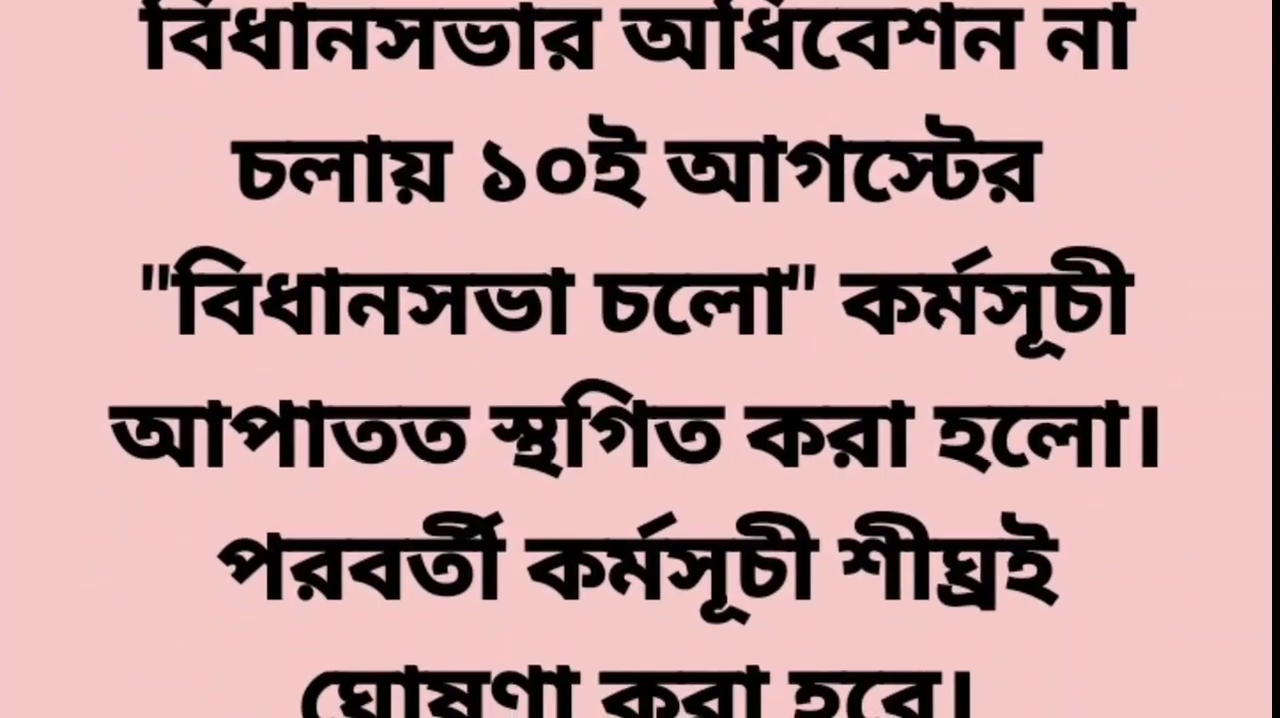 বিধানসভার অধিবেশন না
চলায় ১০ই আগস্টের
"বিধানসভা চলো" কর্মসূচী
আপাতত স্থগিত করা হলো।
পরবর্তী কর্মসূচী শীঘ্রই
ঘোষণা করা হবে।